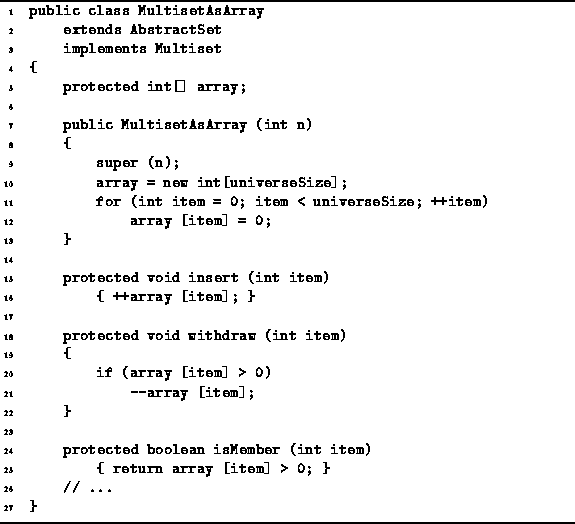 1 public class MultisetAsArray
2     extends AbstractSet
3     implements Multiset
4 {
5     protected int[] array;
6
7     public MultisetAsArray (int n)
8     {
9         super (n);
10         array = new int[universeSize];
11         for (int item = 0; item < universeSize; ++item)
12             array [item] = 0;
13     }
14
15     protected void insert (int item)
16         { ++array [item]; }
17
18     protected void withdraw (int item)
19     {
20         if (array [item] > 0)
21             --array [item];
22     }
23
24     protected boolean isMember (int item)
25         { return array [item] > 0; }
26     // ...
27 }